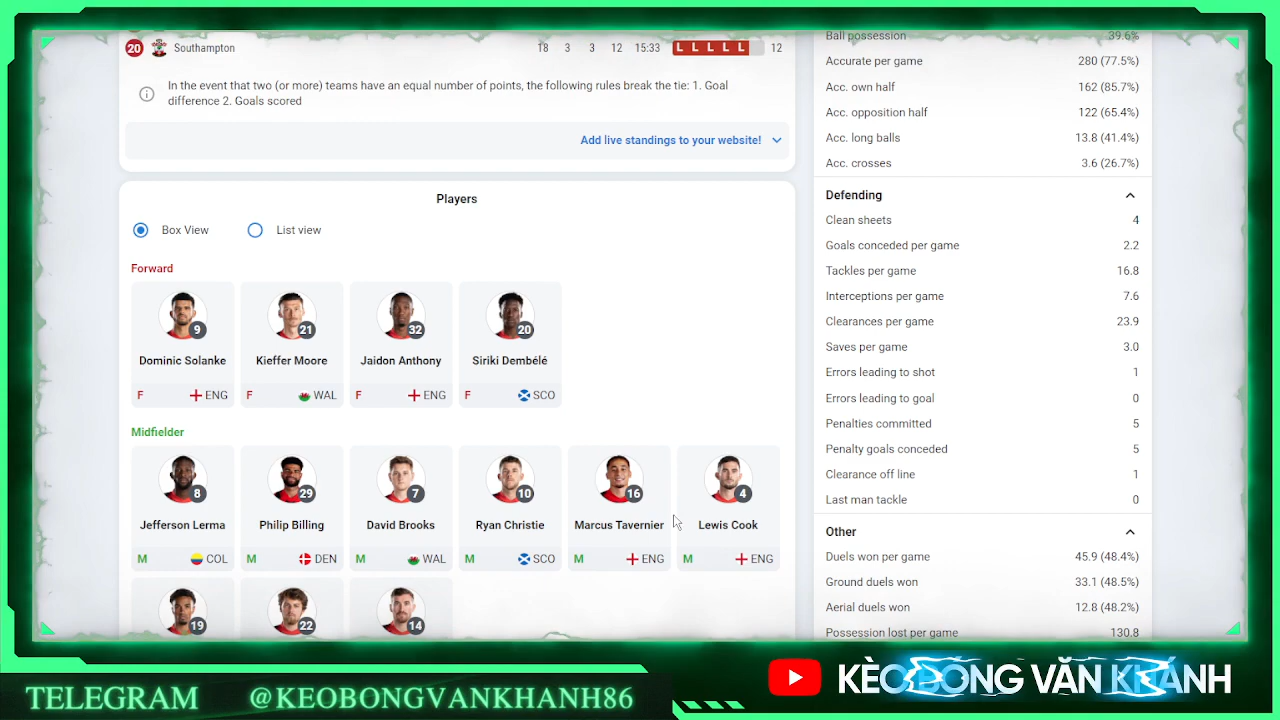 20 Southampton 18 3 3 12 15:33 L L L L L 12
In the event that two (or more) teams have an equal number of points, the following rules break the tie: 1. Goal
difference 2. Goals scored
Add live standings to your website!
Players
Box View List view
Forward
9 21 32 20
Dominic Solanke Kieffer Moore Jaidon Anthony Siriki Dembélé
F ENG F WAL F ENG F SCO
Midfielder
8 29 7 10 16 4
Jefferson Lerma Philip Billing David Brooks Ryan Christie Marcus Tavernier Lewis Cook
M COL M DEN M WAL M SCO M ENG M ENG
19 22 14
Ball possession 39.6%
Accurate per game 280 (77.5%)
Acc. own half 162 (85.7%)
Acc. opposition half 122 (65.4%)
Acc. long balls 13.8 (41.4%)
Acc. crosses 3.6 (26.7%)
Defending
Clean sheets 4
Goals conceded per game 2.2
Tackles per game 16.8
Interceptions per game 7.6
Clearances per game 23.9
Saves per game 3.0
Errors leading to shot 1
Errors leading to goal 0
Penalties committed 5
Penalty goals conceded 5
Clearance off line 1
Last man tackle 0
Other
Duels won per game 45.9 (48.4%)
Ground duels won 33.1 (48.5%)
Aerial duels won 12.8 (48.2%)
Possession lost per game 130.8
TELEGRAM @KEOBONGVANKHANH86
KÈO BÓNG VĂN KHÁNH